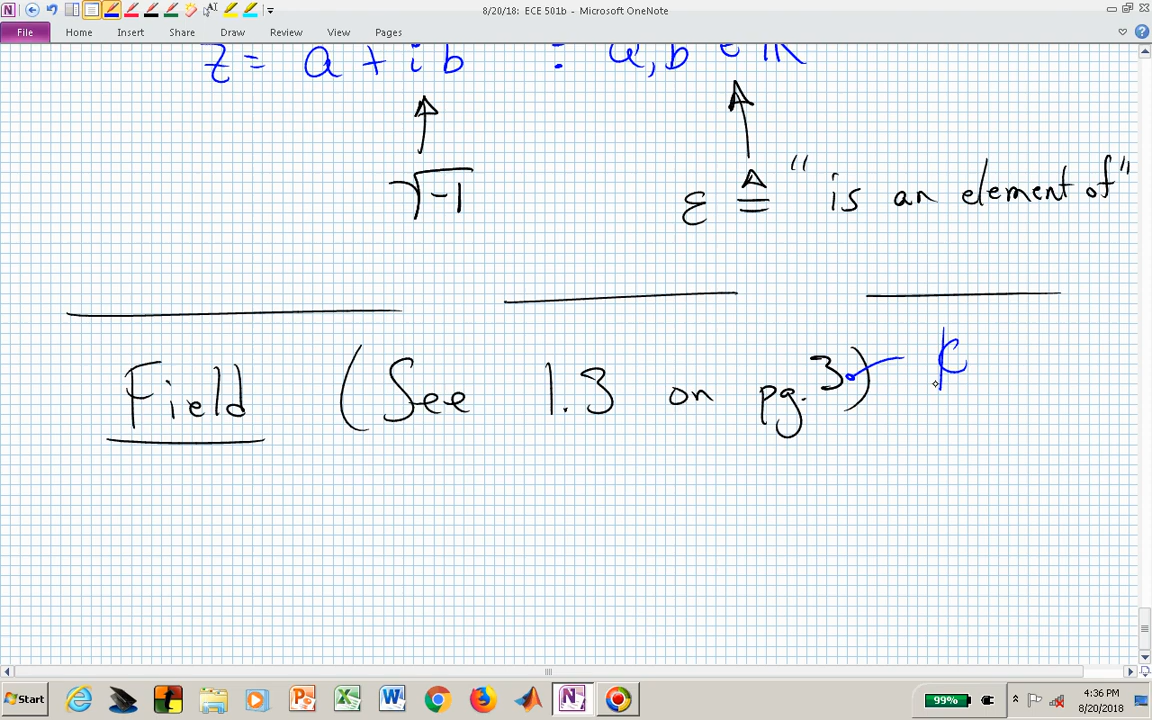 8/20/18: ECE 501b - Microsoft OneNote
File Home Insert Share Draw Review View Pages
z = a + i b : a, b ∈ ℝ
√-1 ε ≜ "is an element of"
Field (See 1.3 on pg. 3) ℂ
Start 99% 4:36 PM
8/20/2018